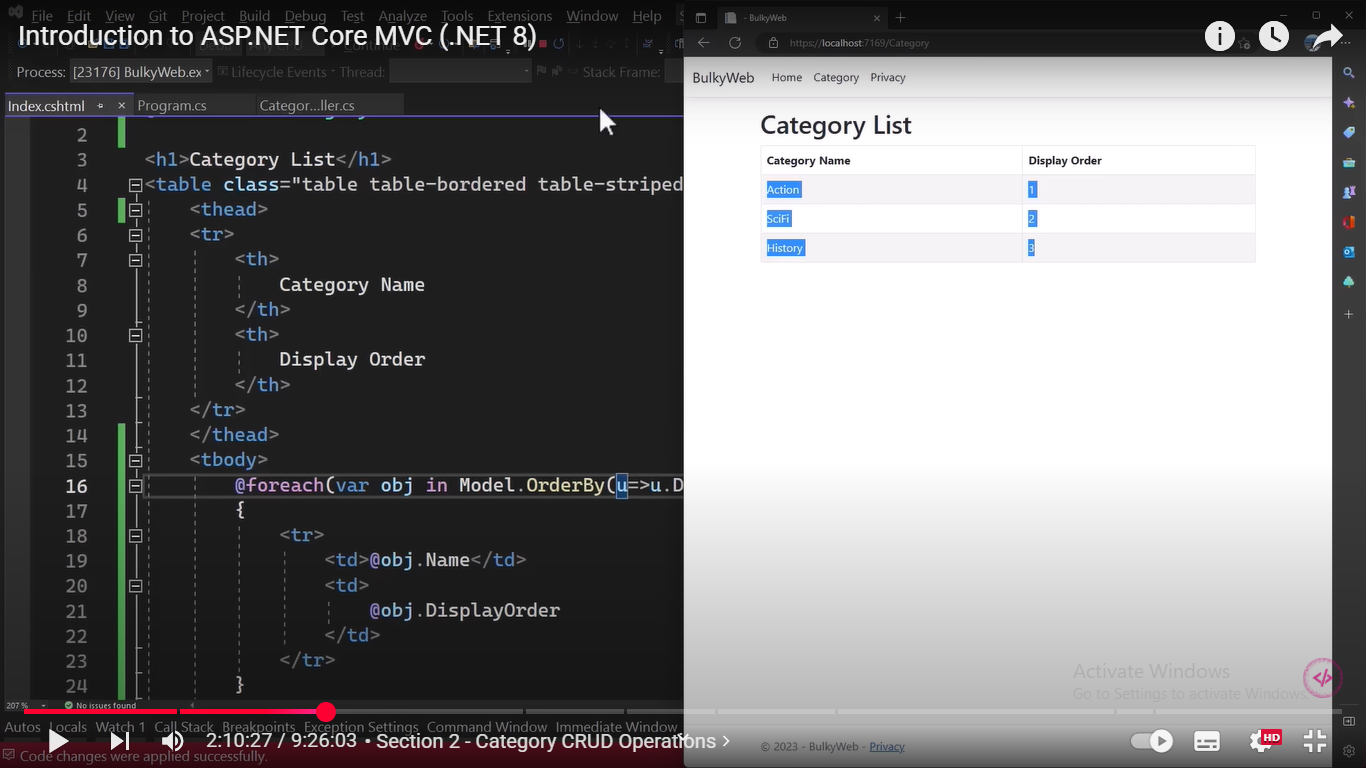 File Edit View Git Project Build Debug Test Analyze Tools Extensions Window Help
Introduction to ASP.NET Core MVC (.NET 8)
Process: [23176] BulkyWeb.ex Lifecycle Events Thread: Stack Frame:
Index.cshtml Program.cs Categor...ller.cs
2
3 <h1>Category List</h1>
4 <table class="table table-bordered table-striped
5 <thead>
6 <tr>
7 <th>
8 Category Name
9 </th>
10 <th>
11 Display Order
12 </th>
13 </tr>
14 </thead>
15 <tbody>
16 @foreach(var obj in Model.OrderBy(u=>u.D
17 {
18 <tr>
19 <td>@obj.Name</td>
20 <td>
21 @obj.DisplayOrder
22 </td>
23 </tr>
24 }
207 % No issues found
Autos Locals Watch 1 Call Stack Breakpoints Exception Settings Command Window Immediate Window
2:10:27 / 9:26:03 • Section 2 - Category CRUD Operations >
Code changes were applied successfully.
- BulkyWeb
https://localhost:7169/Category
BulkyWeb Home Category Privacy
Category List
Category Name Display Order
Action 1
SciFi 2
History 3
Activate Windows
Go to Settings to activate Windows.
</>
© 2023 - BulkyWeb - Privacy
HD